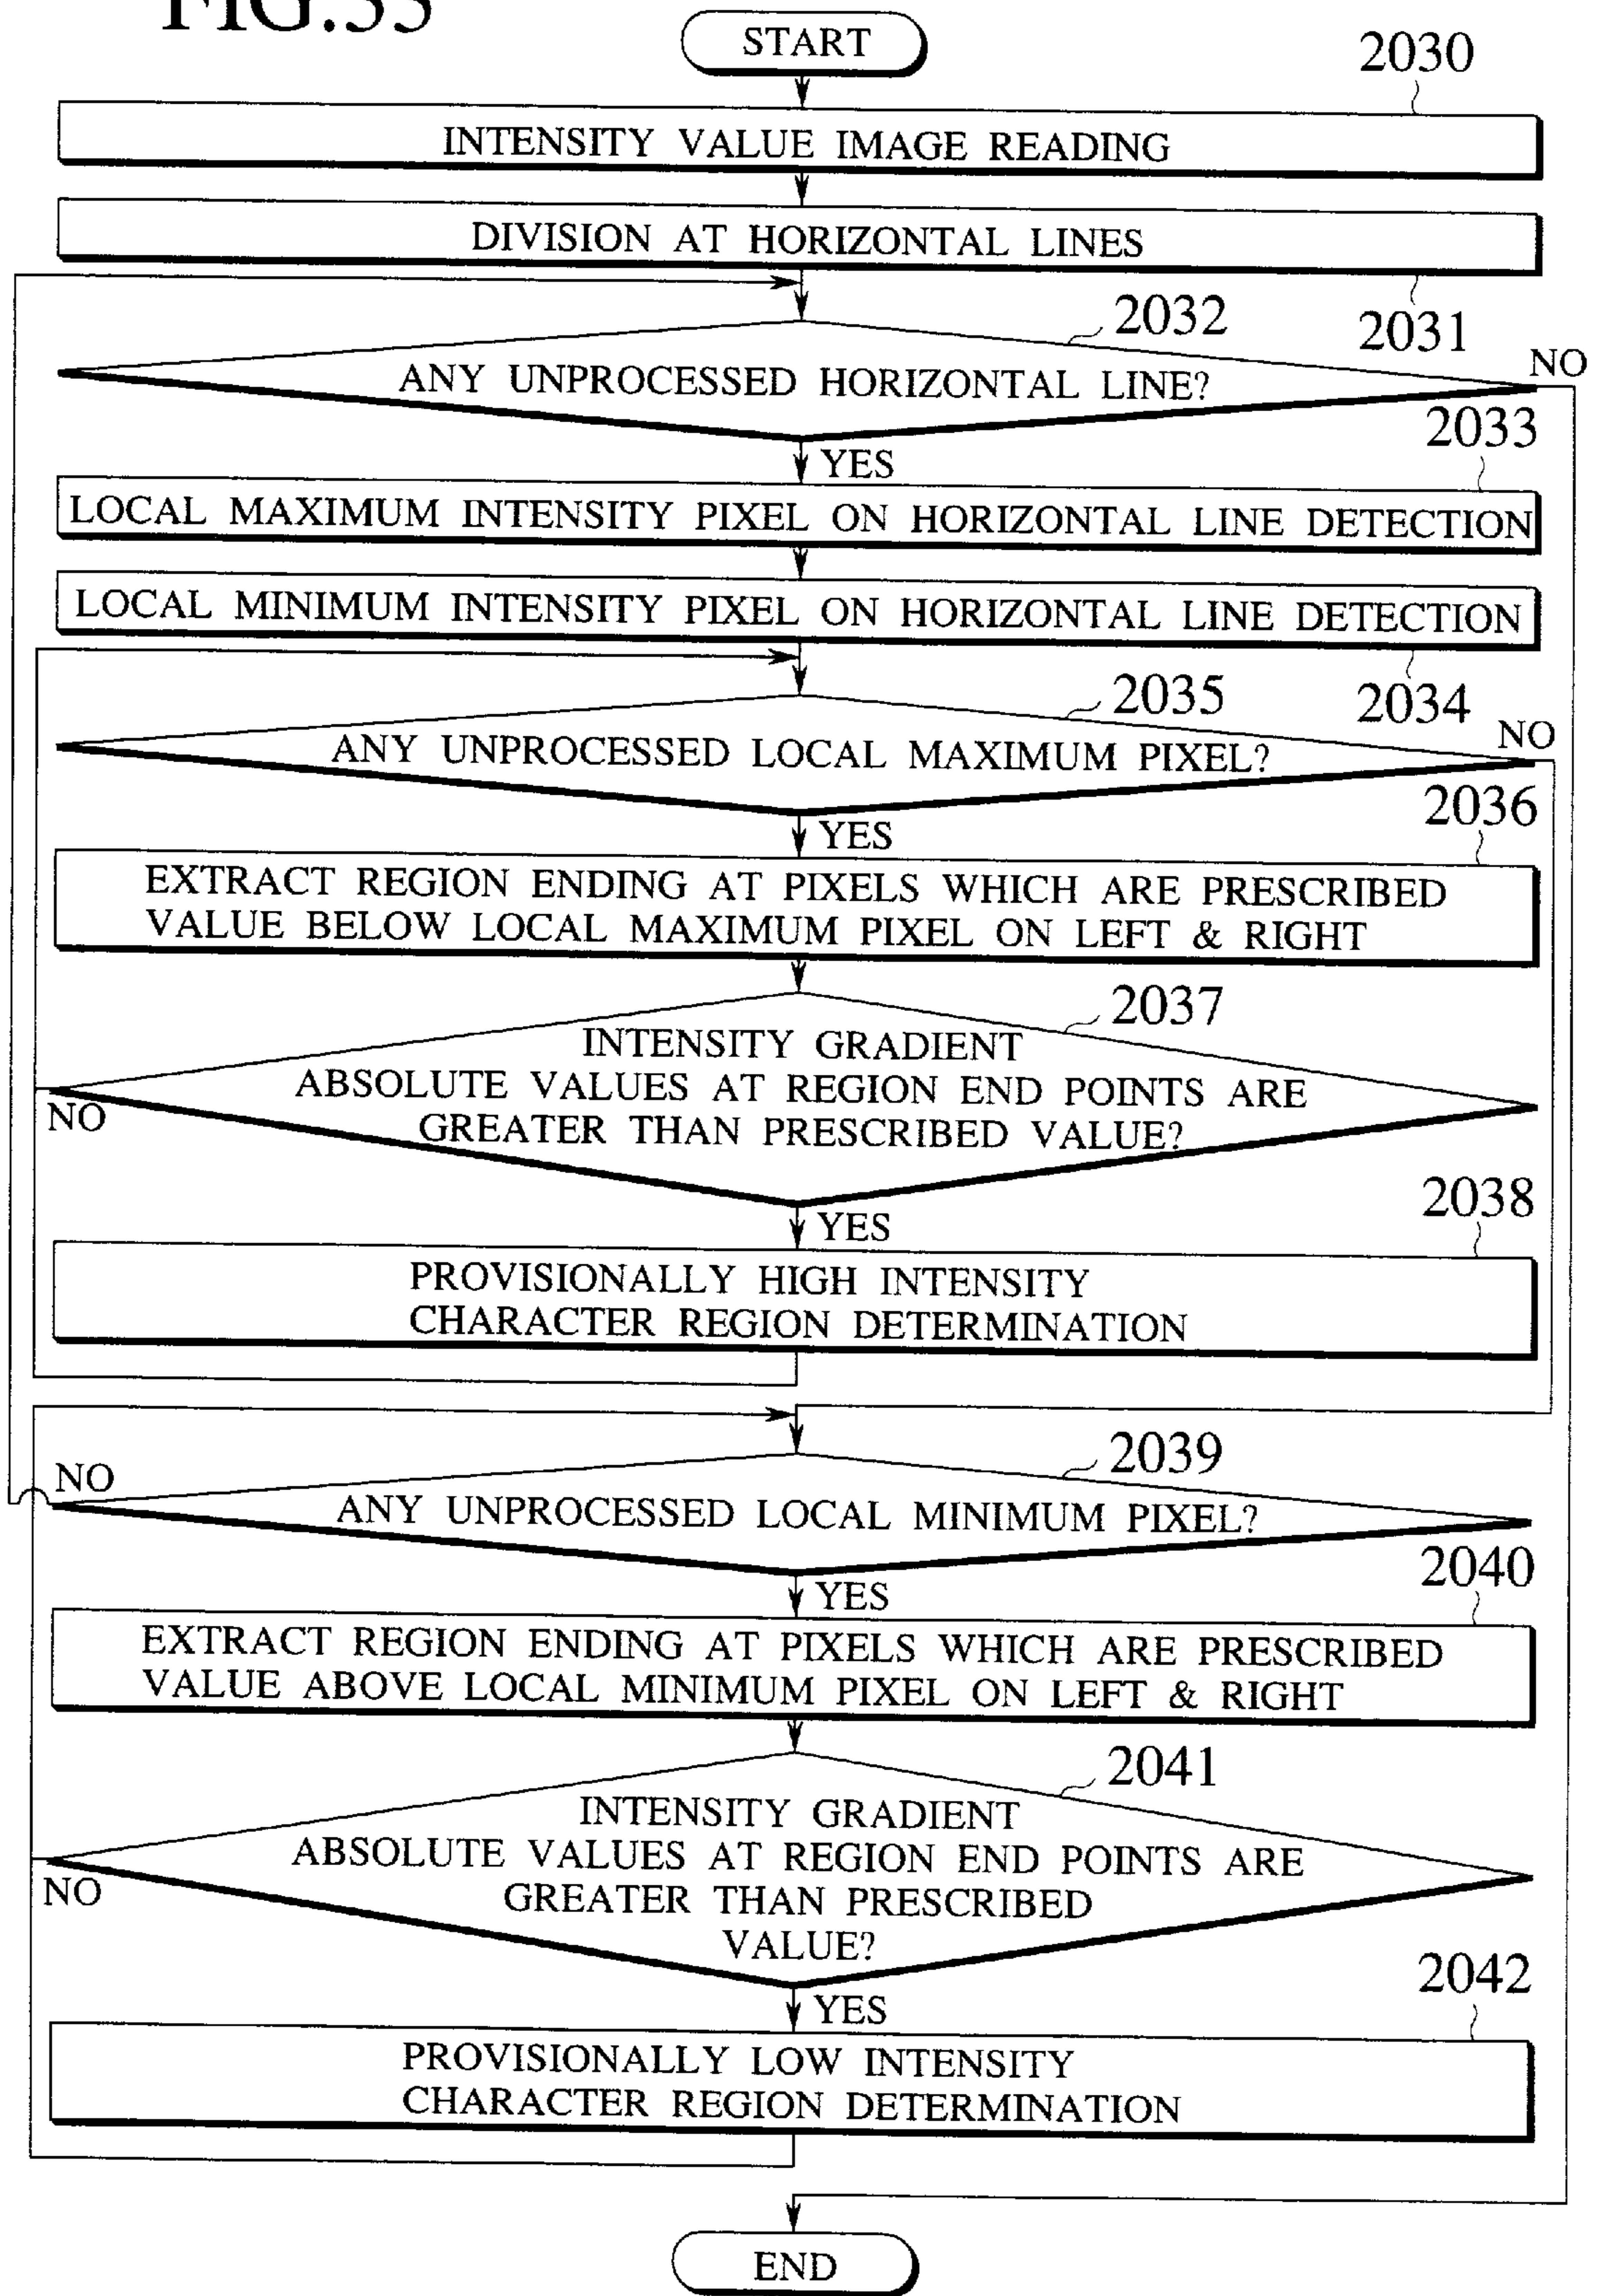 FIG.35
START
2030
INTENSITY VALUE IMAGE READING
DIVISION AT HORIZONTAL LINES
2031
2032
NO
ANY UNPROCESSED HORIZONTAL LINE?
2033
YES
LOCAL MAXIMUM INTENSITY PIXEL ON HORIZONTAL LINE DETECTION
LOCAL MINIMUM INTENSITY PIXEL ON HORIZONTAL LINE DETECTION
2034
2035
NO
ANY UNPROCESSED LOCAL MAXIMUM PIXEL?
2036
YES
EXTRACT REGION ENDING AT PIXELS WHICH ARE PRESCRIBED
VALUE BELOW LOCAL MAXIMUM PIXEL ON LEFT & RIGHT
2037
INTENSITY GRADIENT
ABSOLUTE VALUES AT REGION END POINTS ARE
GREATER THAN PRESCRIBED VALUE?
NO
2038
YES
PROVISIONALLY HIGH INTENSITY
CHARACTER REGION DETERMINATION
2039
NO
ANY UNPROCESSED LOCAL MINIMUM PIXEL?
2040
YES
EXTRACT REGION ENDING AT PIXELS WHICH ARE PRESCRIBED
VALUE ABOVE LOCAL MINIMUM PIXEL ON LEFT & RIGHT
2041
INTENSITY GRADIENT
ABSOLUTE VALUES AT REGION END POINTS ARE
GREATER THAN PRESCRIBED
VALUE?
NO
2042
YES
PROVISIONALLY LOW INTENSITY
CHARACTER REGION DETERMINATION
END